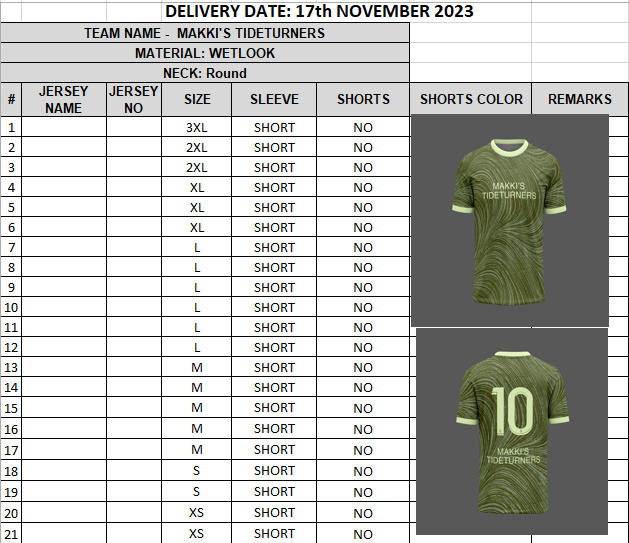 DELIVERY DATE: 17th NOVEMBER 2023
TEAM NAME - MAKKI'S TIDETURNERS
MATERIAL: WETLOOK
NECK: Round
# JERSEY NAME JERSEY NO SIZE SLEEVE SHORTS SHORTS COLOR REMARKS
1 3XL SHORT NO
2 2XL SHORT NO
3 2XL SHORT NO
4 XL SHORT NO
5 XL SHORT NO
6 XL SHORT NO
7 L SHORT NO
8 L SHORT NO
9 L SHORT NO
10 L SHORT NO
11 L SHORT NO
12 L SHORT NO
13 M SHORT NO
14 M SHORT NO
15 M SHORT NO
16 M SHORT NO
17 M SHORT NO
18 S SHORT NO
19 S SHORT NO
20 XS SHORT NO
21 XS SHORT NO
MAKKI'S
TIDETURNERS
10
MAKKI'S
TIDETURNERS